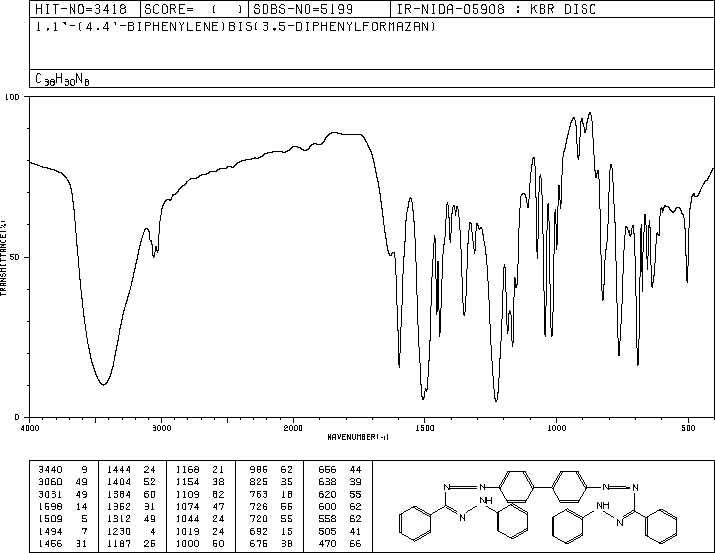 HIT-NO=3418 SCORE= ( ) SDBS-NO=5199 IR-NIDA-05908 : KBR DISC
1,1'-(4,4'-BIPHENYLENE)BIS(3,5-DIPHENYLFORMAZAN)
C38H30N8
100
TRANSMITTANCE(%)
50
0
4000 3000 2000 1500 1000 500
WAVENUMBER(-1)
3440 9 1444 24 1168 21 986 62 656 44
3060 49 1404 52 1154 38 825 35 638 39
3031 49 1384 60 1109 82 763 18 620 55
1598 14 1352 31 1074 47 726 55 600 62
1509 5 1312 49 1044 24 720 55 558 62
1494 7 1230 4 1019 24 692 15 505 41
1456 31 1187 26 1000 50 676 38 470 66
N N N N
NH NH
N N